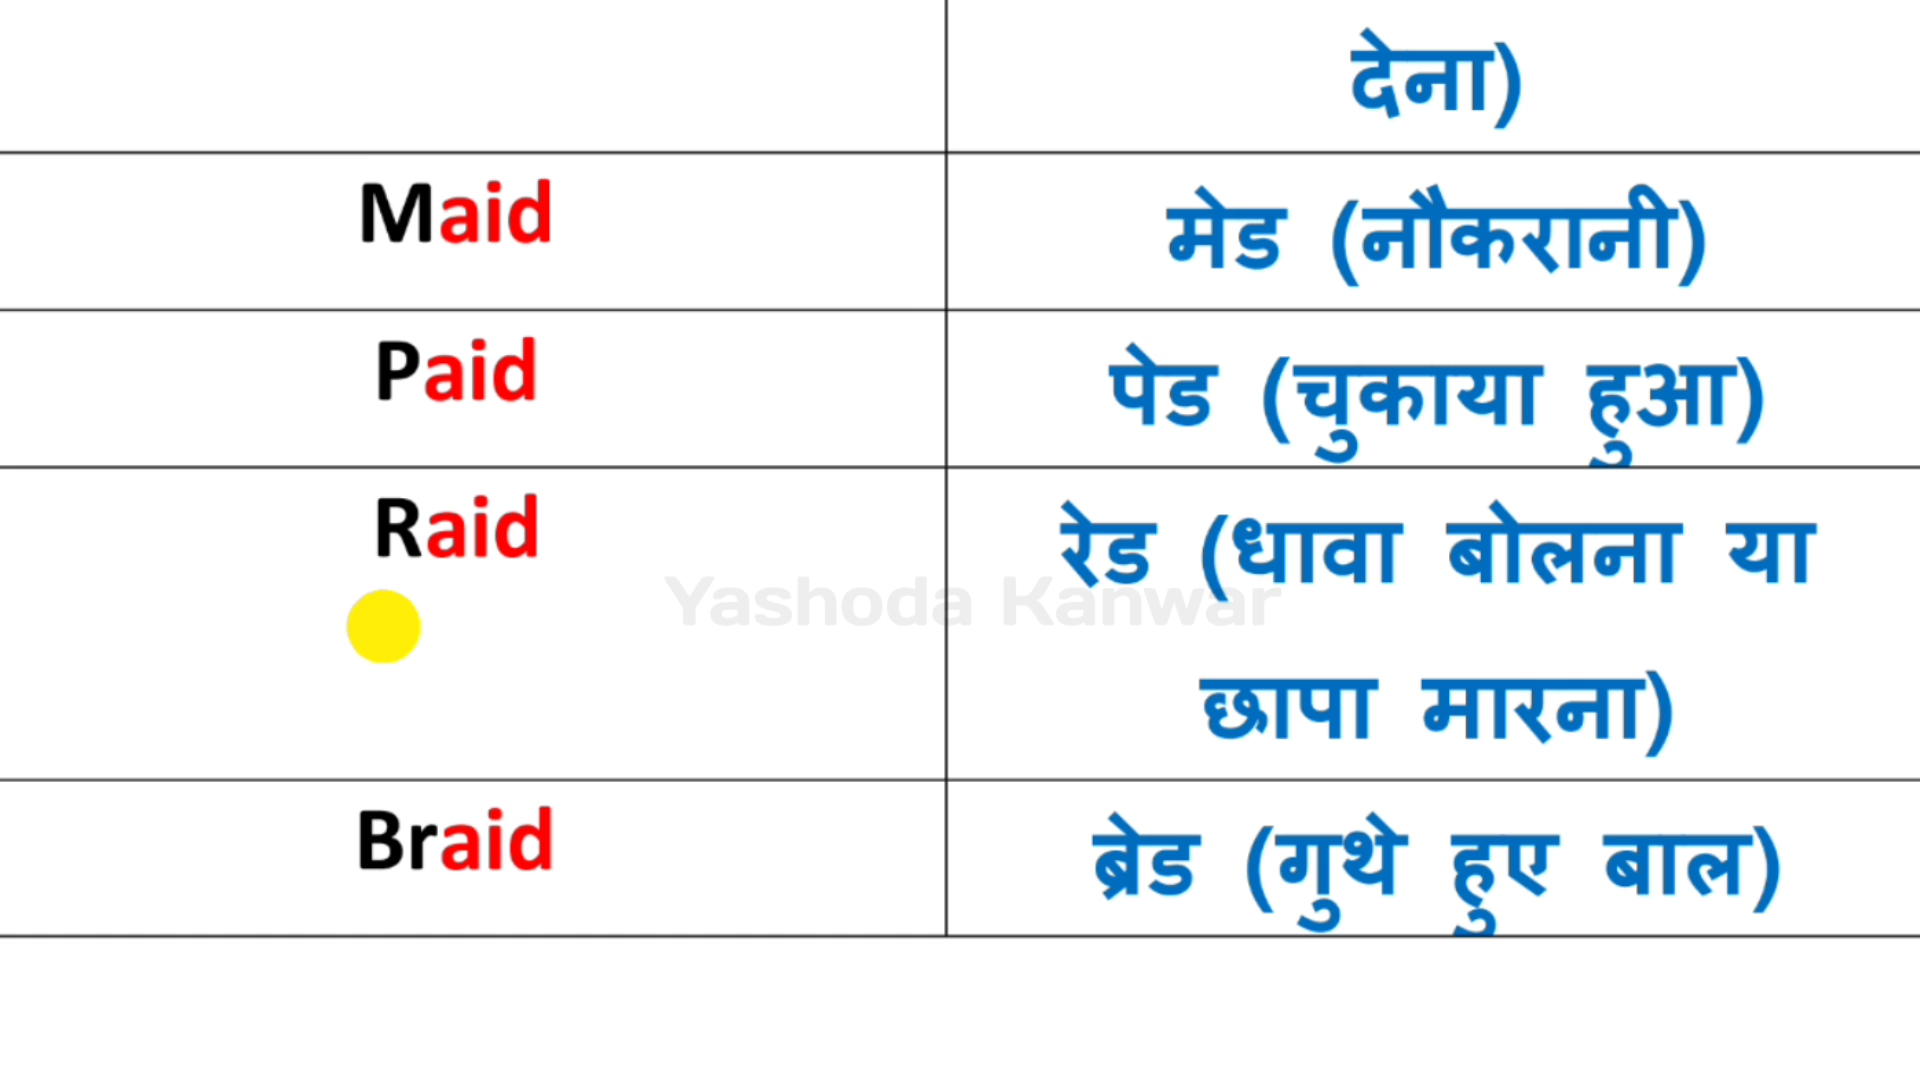 देना)
Maid मेड (नौकरानी)
Paid पेड (चुकाया हुआ)
Raid रेड (धावा बोलना या
Yashoda Kanwar
छापा मारना)
Braid ब्रेड (गुथे हुए बाल)